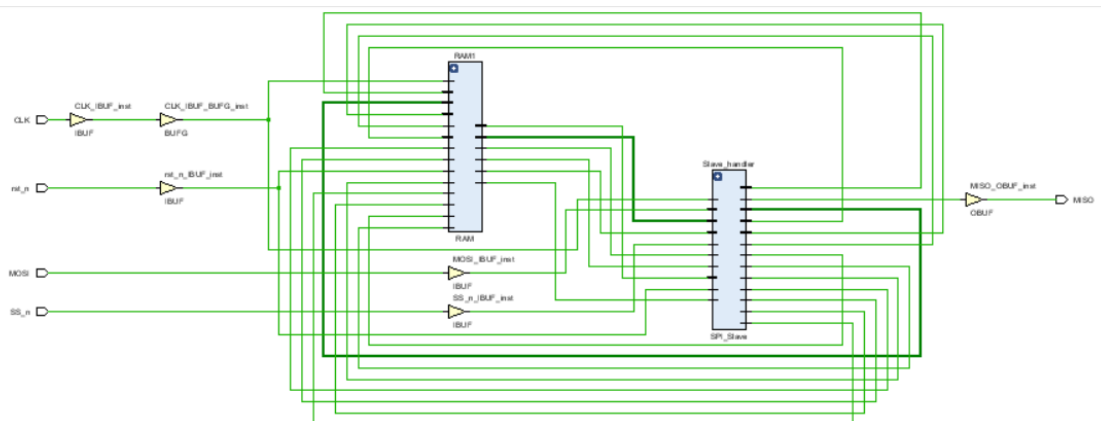 RAM1
CLK_IBUF_inst
CLK_IBUF_BUFG_inst
CLK
IBUF
BUFG
Slave_handler
rst_n_IBUF_inst
rst_n
IBUF
MISO_OBUF_inst
MISO
OBUF
RAM
MOSI_IBUF_inst
MOSI
IBUF
SS_n_IBUF_inst
SS_n
IBUF
SPI_Slave